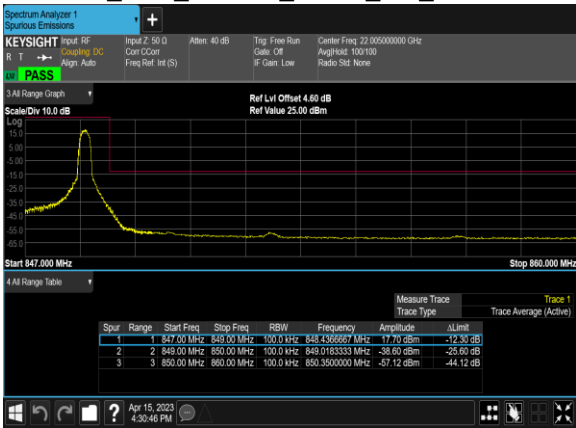 Spectrum Analyzer 1
Spurious Emissions
+
KEYSIGHT Input: RF Input Z: 50 Ω Atten: 40 dB Trig: Free Run Center Freq: 22.005000000 GHz
R T Coupling: DC Corr CCorr Gate: Off Avg|Hold: 100/100
Align: Auto Freq Ref: Int (S) IF Gain: Low Radio Std: None
PASS
3 All Range Graph
Ref Lvl Offset 4.60 dB
Scale/Div 10.0 dB Ref Value 25.00 dBm
Log
15.0
5.00
-5.00
-15.0
-25.0
-35.0
-45.0
-55.0
-65.0
Start 847.000 MHz Stop 860.000 MHz
4 All Range Table
Measure Trace Trace 1
Trace Type Trace Average (Active)
Spur Range Start Freq Stop Freq RBW Frequency Amplitude ΔLimit
1 1 847.00 MHz 849.00 MHz 100.0 kHz 848.4366667 MHz 17.70 dBm -12.30 dB
2 2 849.00 MHz 850.00 MHz 100.0 kHz 849.0183333 MHz -38.60 dBm -25.60 dB
3 3 850.00 MHz 860.00 MHz 100.0 kHz 850.3500000 MHz -57.12 dBm -44.12 dB
? Apr 15, 2023
4:30:46 PM